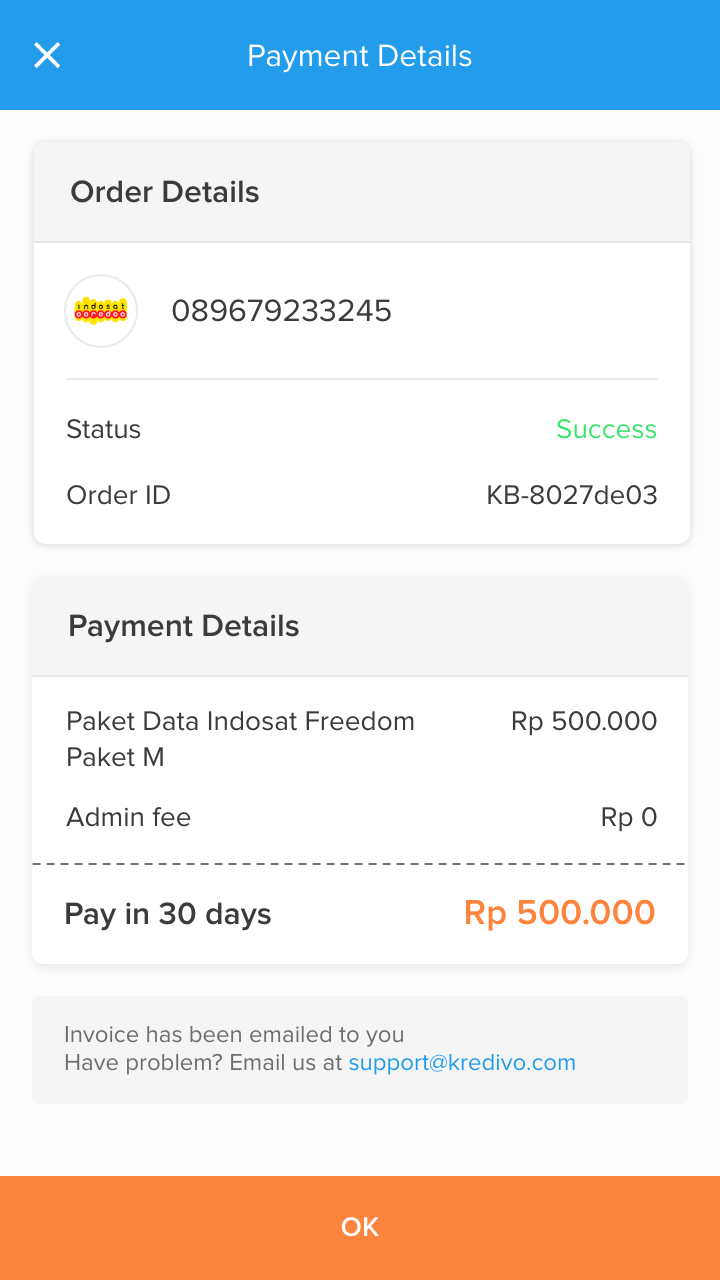 Payment Details
Order Details
indosat
ooredoo
089679233245
Status
Success
Order ID
KB-8027de03
Payment Details
Paket Data Indosat Freedom
Rp 500.000
Paket M
Admin fee
Rp 0
Pay in 30 days
Rp 500.000
Invoice has been emailed to you
Have problem? Email us at support@kredivo.com
OK